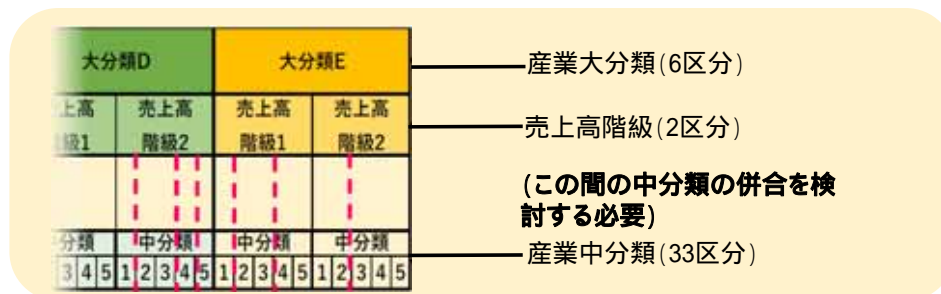 大分類D 大分類E 産業大分類(6区分)
上高 売上高 売上高 売上高
級1 階級2 階級1 階級2 売上高階級(2区分)
(この間の中分類の併合を検
討する必要)
分類 中分類 中分類 中分類 産業中分類(33区分)
3 4 5 1 2 3 4 5 1 2 3 4 5 1 2 3 4 5